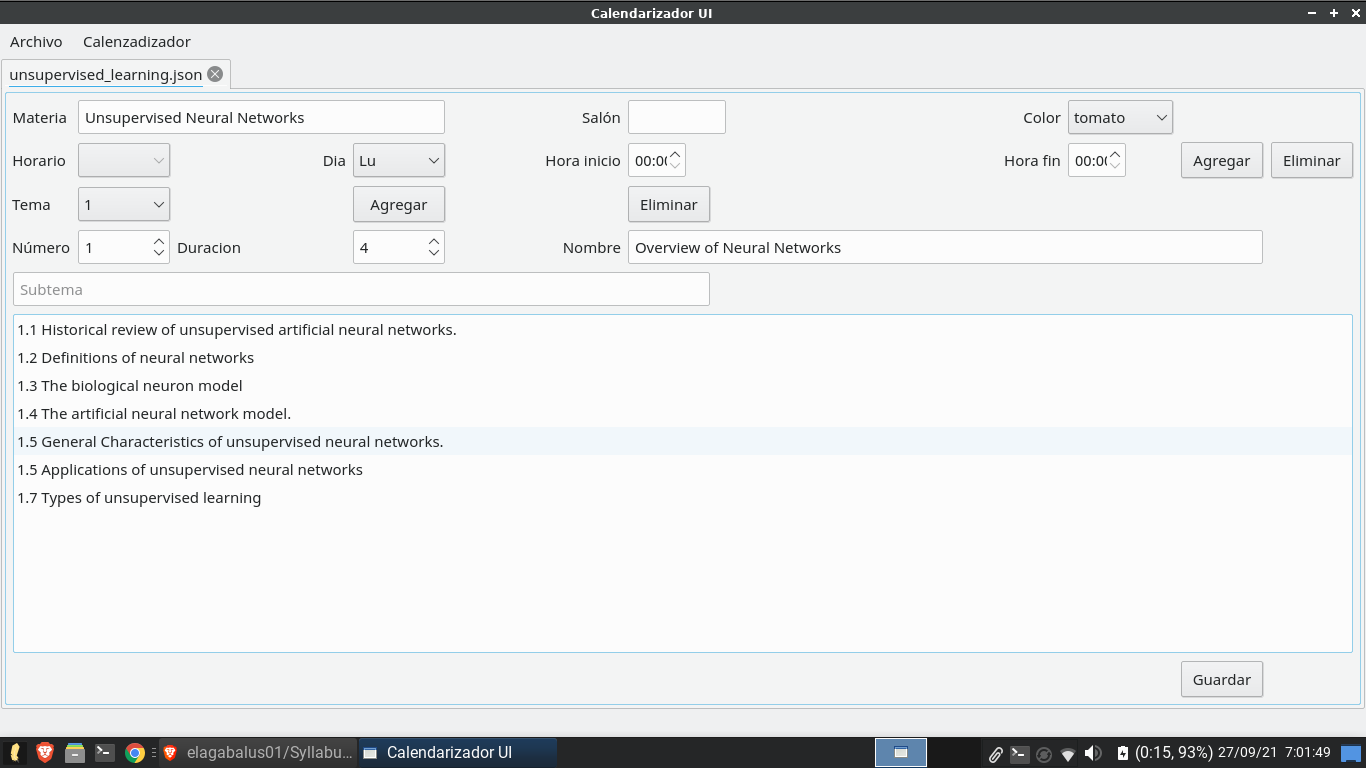 Calendarizador UI
Archivo Calenzadizador
unsupervised_learning.json
Materia Unsupervised Neural Networks Salón Color tomato
Horario Dia Lu Hora inicio 00:00 Hora fin 00:00 Agregar Eliminar
Tema 1 Agregar Eliminar
Número 1 Duracion 4 Nombre Overview of Neural Networks
Subtema
1.1 Historical review of unsupervised artificial neural networks.
1.2 Definitions of neural networks
1.3 The biological neuron model
1.4 The artificial neural network model.
1.5 General Characteristics of unsupervised neural networks.
1.5 Applications of unsupervised neural networks
1.7 Types of unsupervised learning
Guardar
elagabalus01/Syllabu... Calendarizador UI (0:15, 93%) 27/09/21 7:01:49